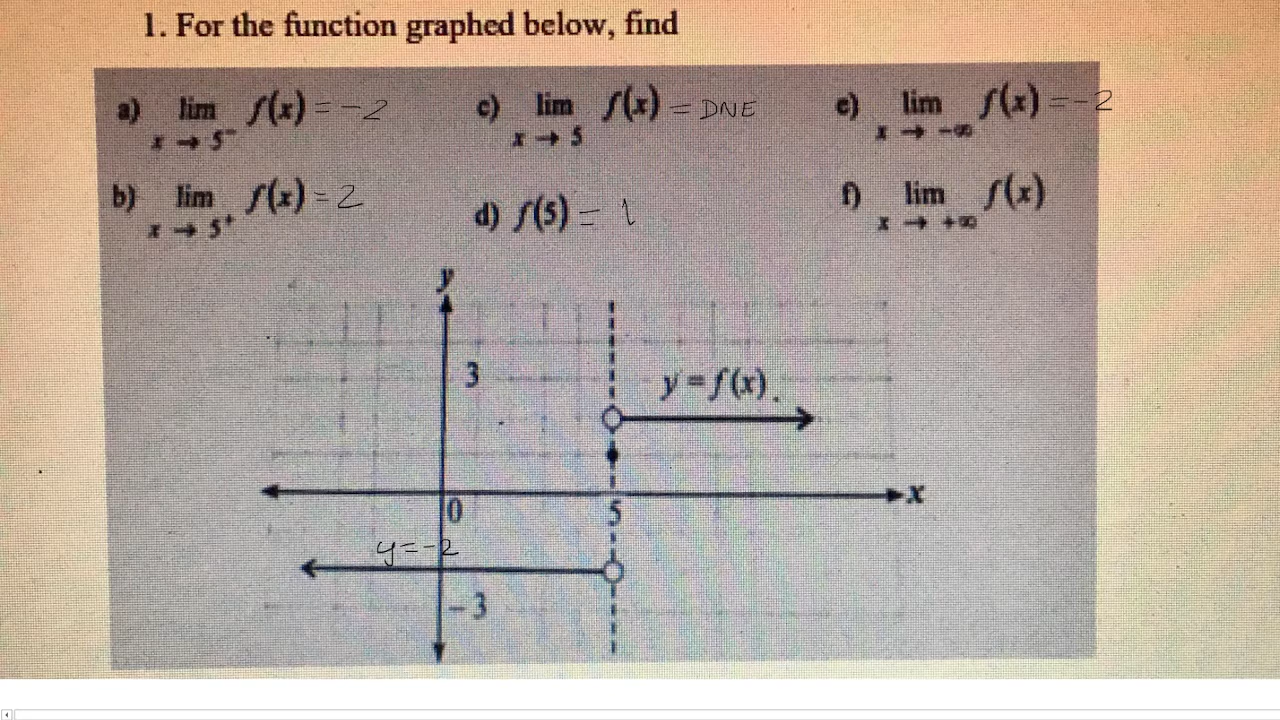 1. For the function graphed below, find
a) lim f(x) = -2
x → 5⁻
c) lim f(x) = DNE
x → 5
e) lim f(x) = -2
x → -∞
b) lim f(x) = 2
x → 5⁺
d) f(5) = 1
f) lim f(x)
x → +∞
y
3
y = f(x).
x
0
5
y = -2
-3